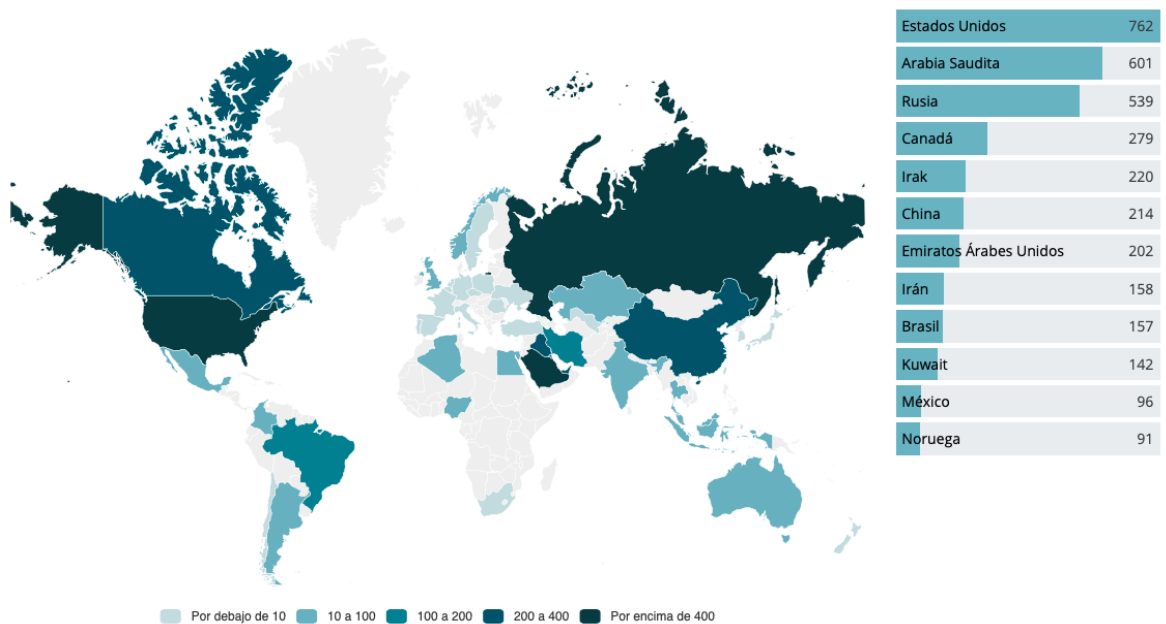 Estados Unidos 762
Arabia Saudita 601
Rusia 539
Canadá 279
Irak 220
China 214
Emiratos Árabes Unidos 202
Irán 158
Brasil 157
Kuwait 142
México 96
Noruega 91
Por debajo de 10 10 a 100 100 a 200 200 a 400 Por encima de 400